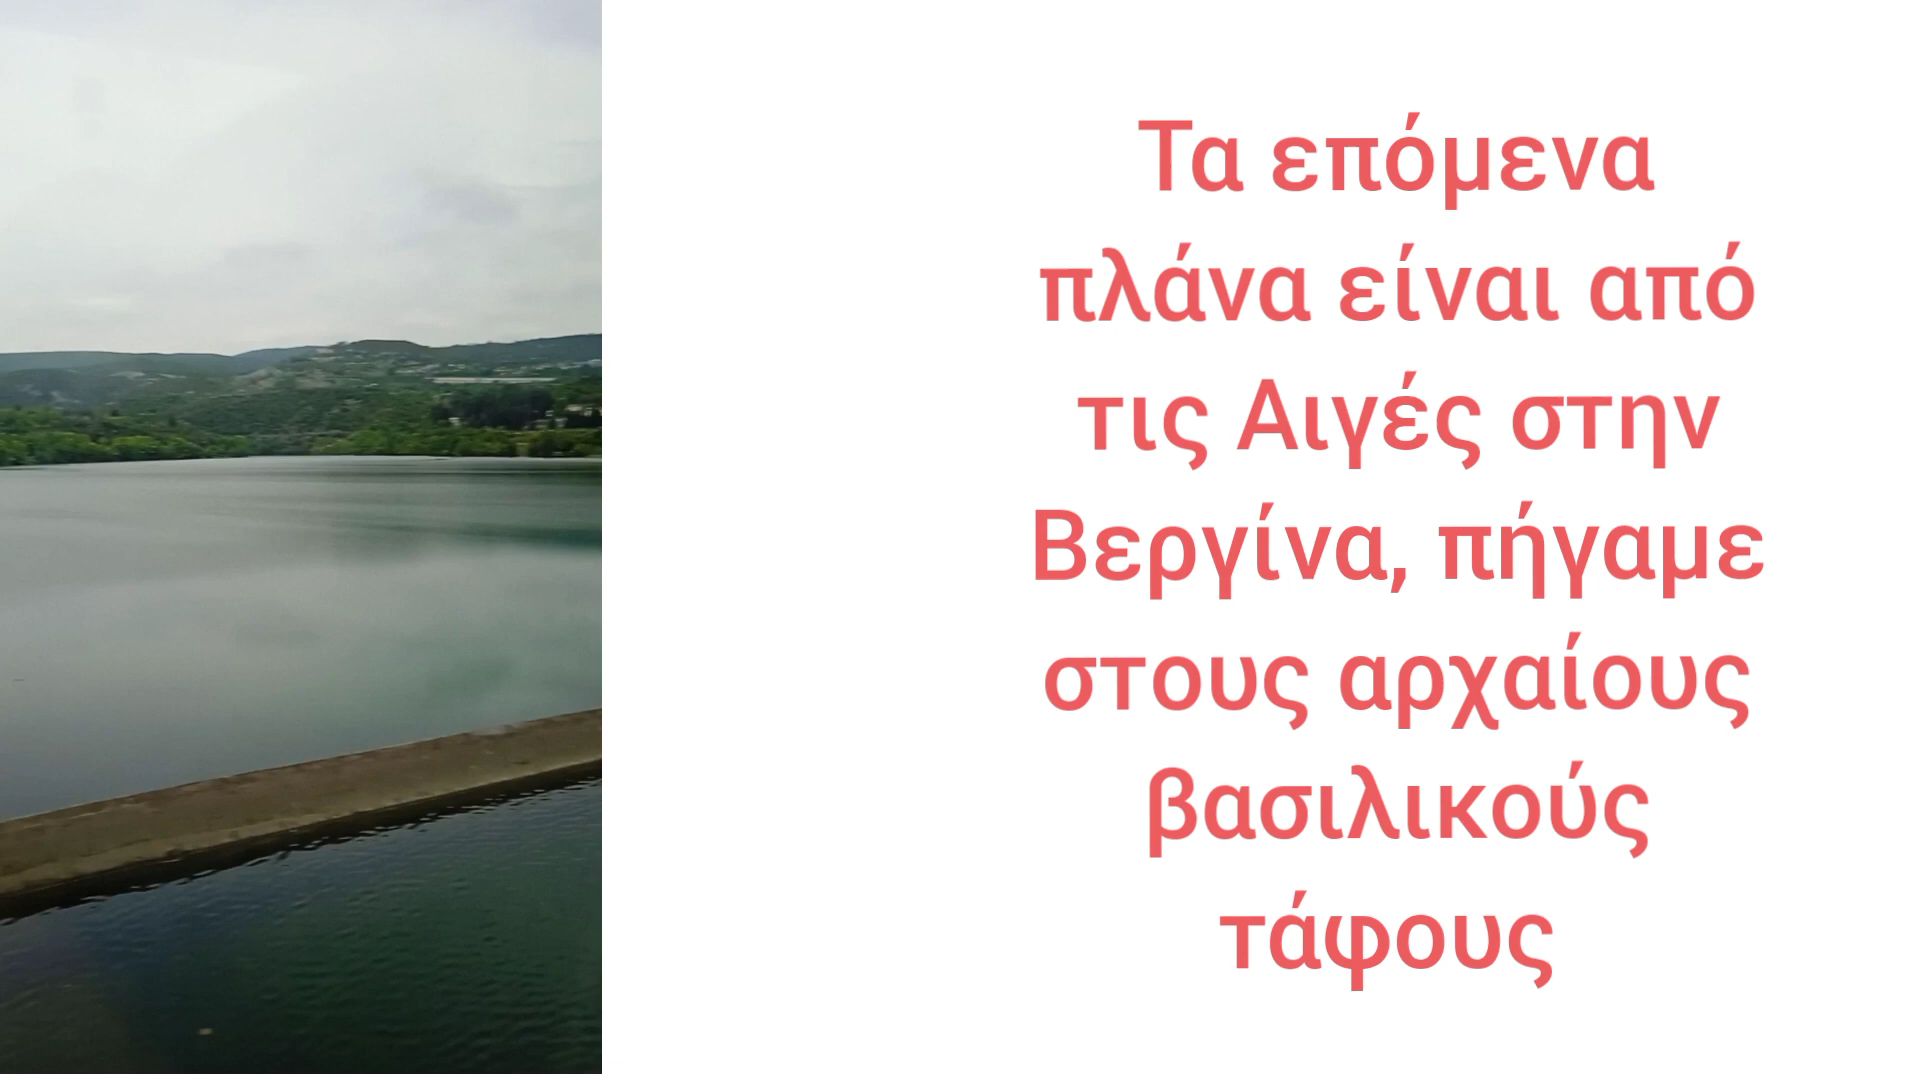 Τα επόμενα
πλάνα είναι από
τις Αιγές στην
Βεργίνα, πήγαμε
στους αρχαίους
βασιλικούς
τάφους